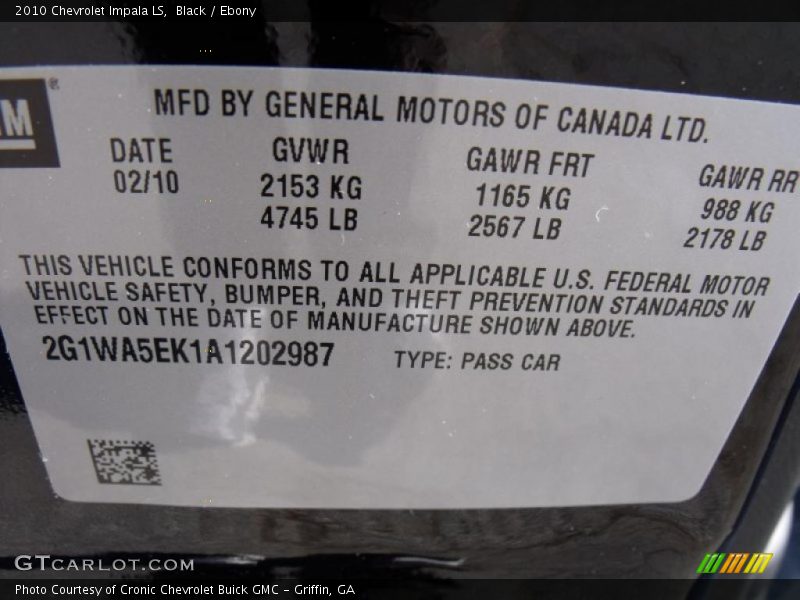 2010 Chevrolet Impala LS, Black / Ebony
MFD BY GENERAL MOTORS OF CANADA LTD.
DATE GVWR GAWR FRT GAWR RR
02/10 2153 KG 1165 KG 988 KG
4745 LB 2567 LB 2178 LB
THIS VEHICLE CONFORMS TO ALL APPLICABLE U.S. FEDERAL MOTOR
VEHICLE SAFETY, BUMPER, AND THEFT PREVENTION STANDARDS IN
EFFECT ON THE DATE OF MANUFACTURE SHOWN ABOVE.
2G1WA5EK1A1202987 TYPE: PASS CAR
GTCARLOT.COM
Photo Courtesy of Cronic Chevrolet Buick GMC – Griffin, GA